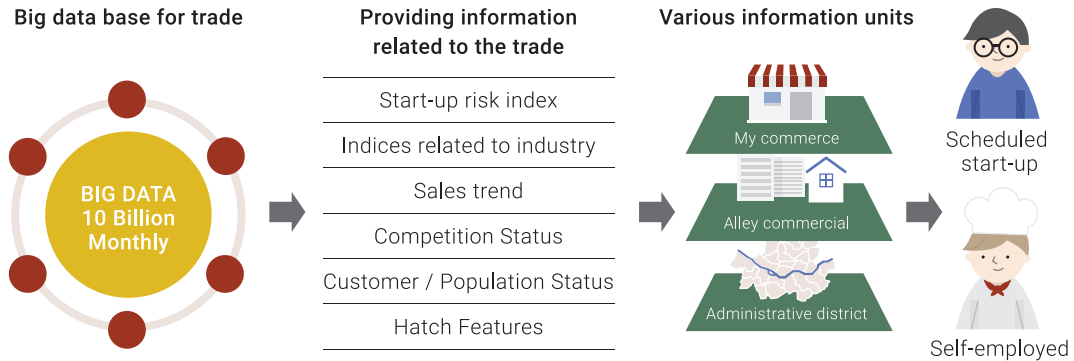 Big data base for trade
BIG DATA
10 Billion
Monthly
Providing information
related to the trade
Start-up risk index
Indices related to industry
Sales trend
Competition Status
Customer / Population Status
Hatch Features
Various information units
My commerce
Alley commercial
Administrative district
Scheduled
start-up
Self-employed